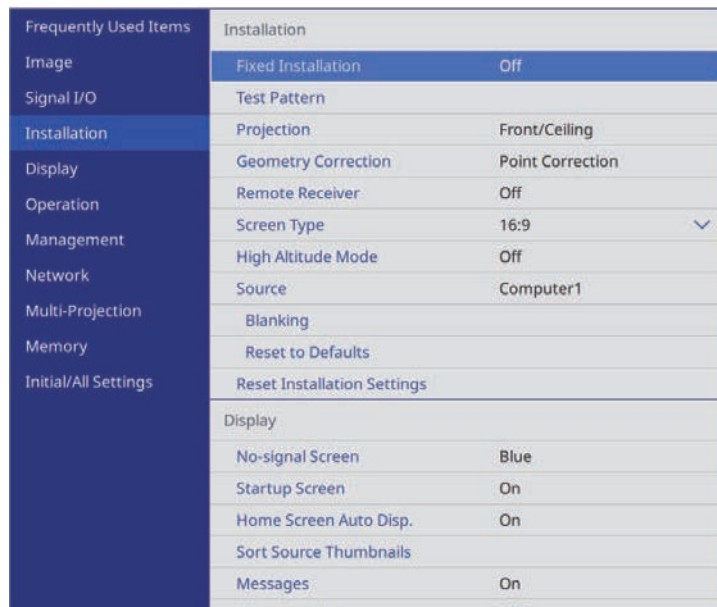 Frequently Used Items
Image
Signal I/O
Installation
Display
Operation
Management
Network
Multi-Projection
Memory
Initial/All Settings
Installation
Fixed Installation Off
Test Pattern
Projection Front/Ceiling
Geometry Correction Point Correction
Remote Receiver Off
Screen Type 16:9
High Altitude Mode Off
Source Computer1
Blanking
Reset to Defaults
Reset Installation Settings
Display
No-signal Screen Blue
Startup Screen On
Home Screen Auto Disp. On
Sort Source Thumbnails
Messages On